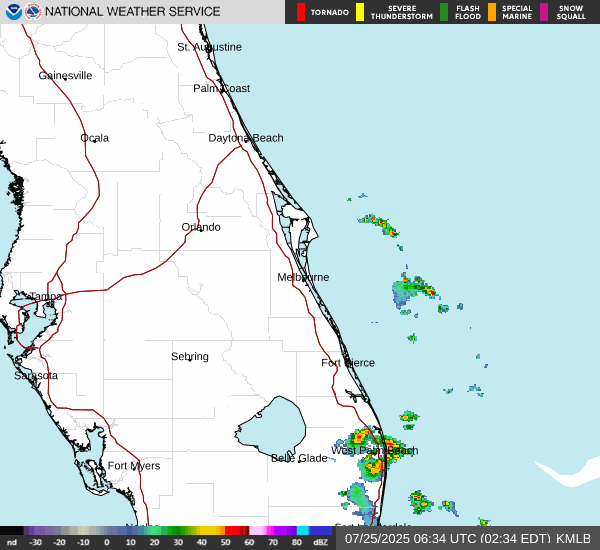 NATIONAL WEATHER SERVICE
TORNADO
SEVERE THUNDERSTORM
FLASH FLOOD
SPECIAL MARINE
SNOW SQUALL
St. Augustine
Gainesville
Palm Coast
Ocala
Daytona Beach
Orlando
Melbourne
Tampa
Sebring
Fort Pierce
Sarasota
West Palm Beach
Belle Glade
Fort Myers
nd -30 -20 -10 0 10 20 30 40 50 60 70 80 dBZ
07/25/2025 06:34 UTC (02:34 EDT) KMLB